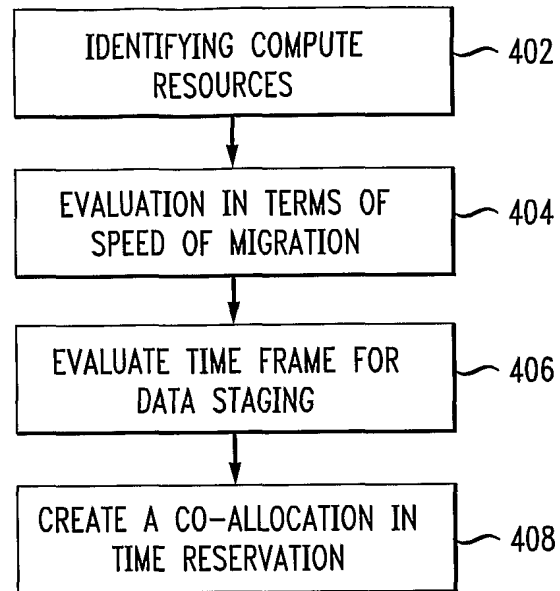 IDENTIFYING COMPUTE
RESOURCES
402
EVALUATION IN TERMS OF
SPEED OF MIGRATION
404
EVALUATE TIME FRAME FOR
DATA STAGING
406
CREATE A CO-ALLOCATION IN
TIME RESERVATION
408